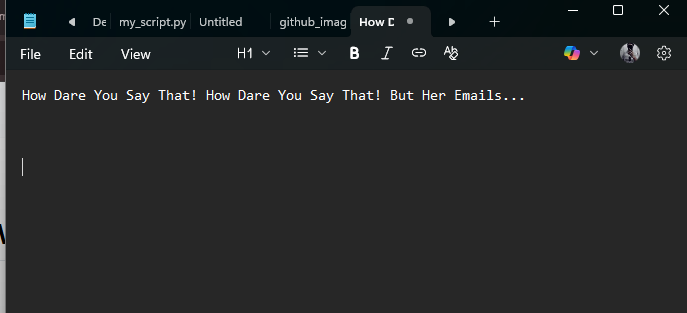 De my_script.py Untitled github_imag How D
File Edit View H1 B I
How Dare You Say That! How Dare You Say That! But Her Emails...